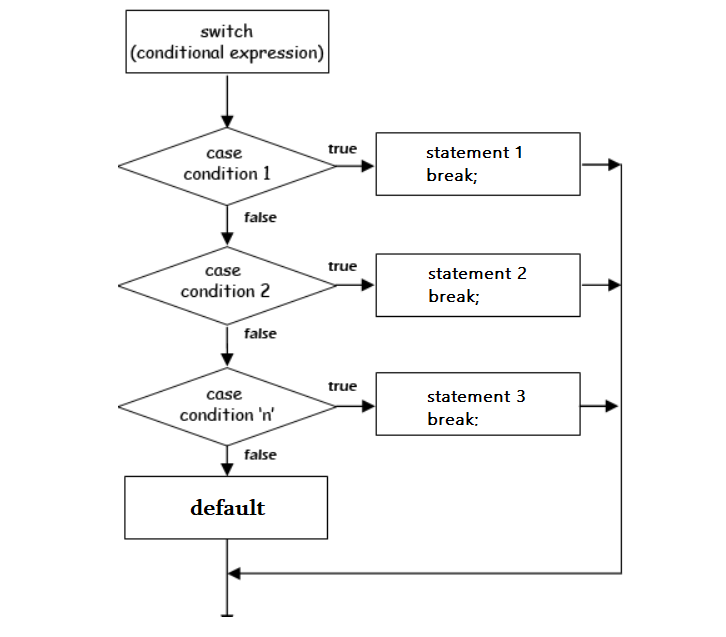 switch
(conditional expression)
case
condition 1
true
statement 1
break;
false
case
condition 2
true
statement 2
break;
false
case
condition 'n'
true
statement 3
break:
false
default